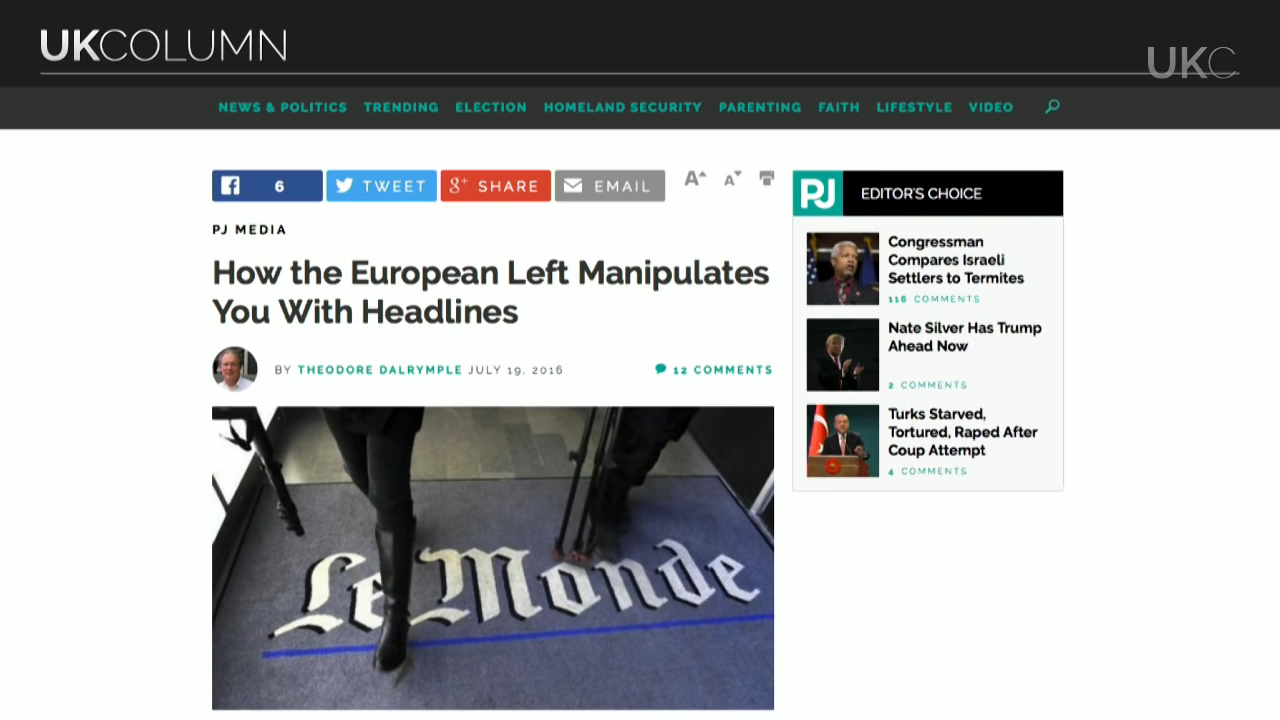 UKCOLUMN
UKC
NEWS & POLITICS TRENDING ELECTION HOMELAND SECURITY PARENTING FAITH LIFESTYLE VIDEO
6
TWEET
g+ SHARE
EMAIL
A A
PJ MEDIA
How the European Left Manipulates
You With Headlines
BY THEODORE DALRYMPLE JULY 19, 2016
12 COMMENTS
Le Monde
PJ EDITOR'S CHOICE
Congressman
Compares Israeli
Settlers to Termites
116 COMMENTS
Nate Silver Has Trump
Ahead Now
2 COMMENTS
Turks Starved,
Tortured, Raped After
Coup Attempt
4 COMMENTS